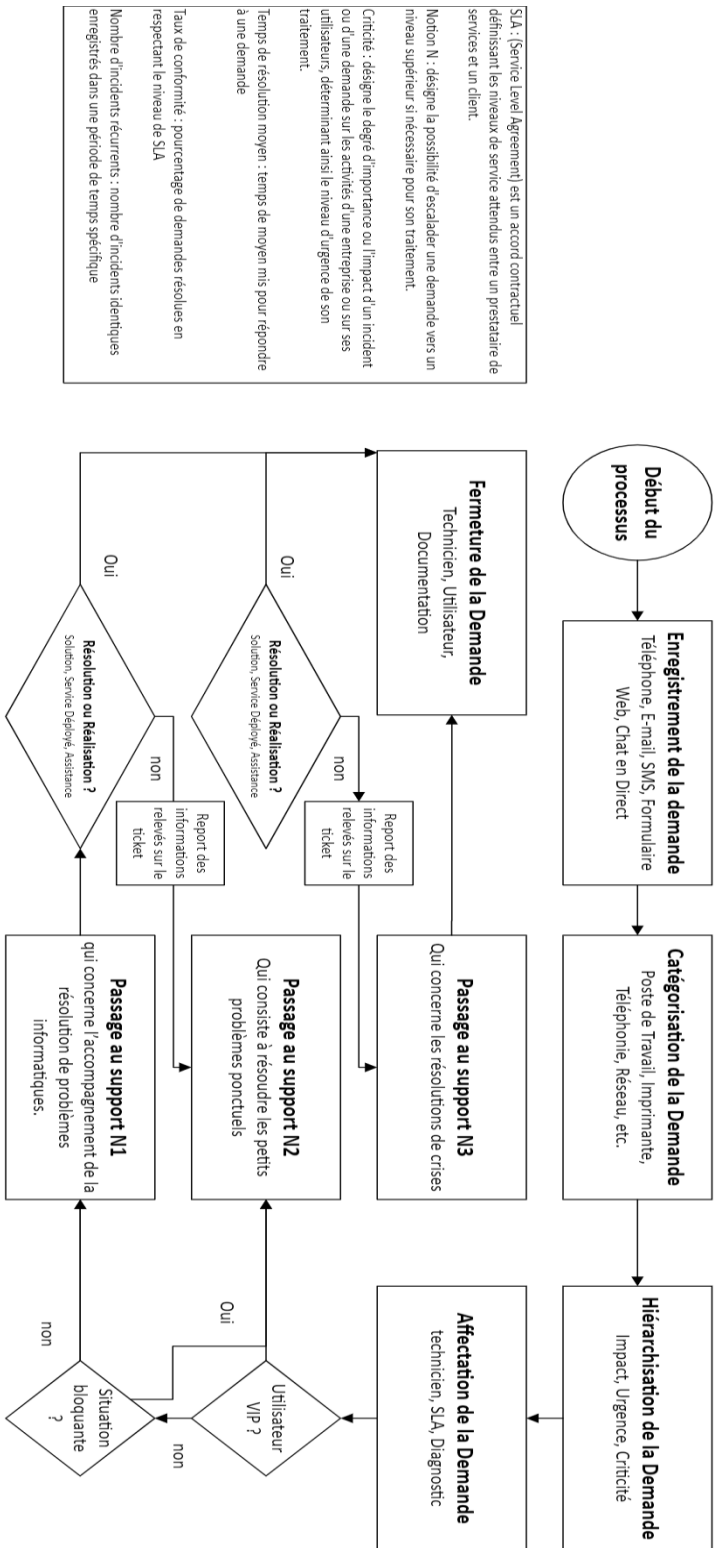 Début du
processus
Enregistrement de la demande
Téléphone, E-mail, SMS, Formulaire
Web, Chat en Direct
Catégorisation de la Demande
Poste de Travail, Imprimante,
Téléphonie, Réseau, etc.
Hiérarchisation de la Demande
Impact, Urgence, Criticité
Affectation de la Demande
technicien, SLA, Diagnostic
Utilisateur
VIP ?
Oui
non
Situation
bloquante
?
non
Passage au support N1
qui concerne l'accompagnement de la
résolution de problèmes
informatiques.
Résolution ou Réalisation ?
Solution, Service Déployé, Assistance
Oui
non
Report des
informations
relevés sur le
ticket
Passage au support N2
Qui consiste à résoudre les petits
problèmes ponctuels
Résolution ou Réalisation ?
Solution, Service Déployé, Assistance
Oui
non
Report des
informations
relevés sur le
ticket
Passage au support N3
Qui concerne les résolutions de crises
Fermeture de la Demande
Technicien, Utilisateur,
Documentation
SLA : (Service Level Agreement) est un accord contractuel
définissant les niveaux de service attendus entre un prestataire de
services et un client.
Notion N : désigne la possibilité d'escalader une demande vers un
niveau supérieur si nécessaire pour son traitement.
Criticité : désigne le degré d'importance ou l'impact d'un incident
ou d'une demande sur les activités d'une entreprise ou sur ses
utilisateurs, déterminant ainsi le niveau d'urgence de son
traitement.
Temps de résolution moyen : temps de moyen mis pour répondre
à une demande
Taux de conformité : pourcentage de demandes résolues en
respectant le niveau de SLA
Nombre d'incidents récurrents : nombre d'incidents identiques
enregistrés dans une période de temps spécifique